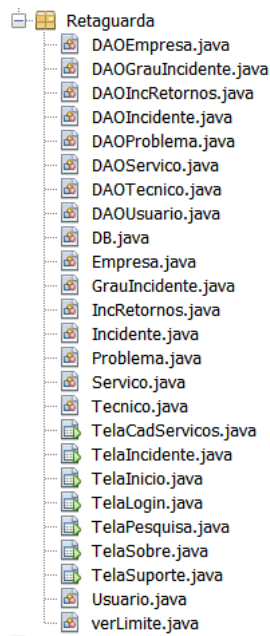 Retaguarda
DAOEmpresa.java
DAOGrauIncidente.java
DAOIncRetornos.java
DAOIncidente.java
DAOProblema.java
DAOServico.java
DAOTecnico.java
DAOUsuario.java
DB.java
Empresa.java
GrauIncidente.java
IncRetornos.java
Incidente.java
Problema.java
Servico.java
Tecnico.java
TelaCadServicos.java
TelaIncidente.java
TelaInicio.java
TelaLogin.java
TelaPesquisa.java
TelaSobre.java
TelaSuporte.java
Usuario.java
verLimite.java